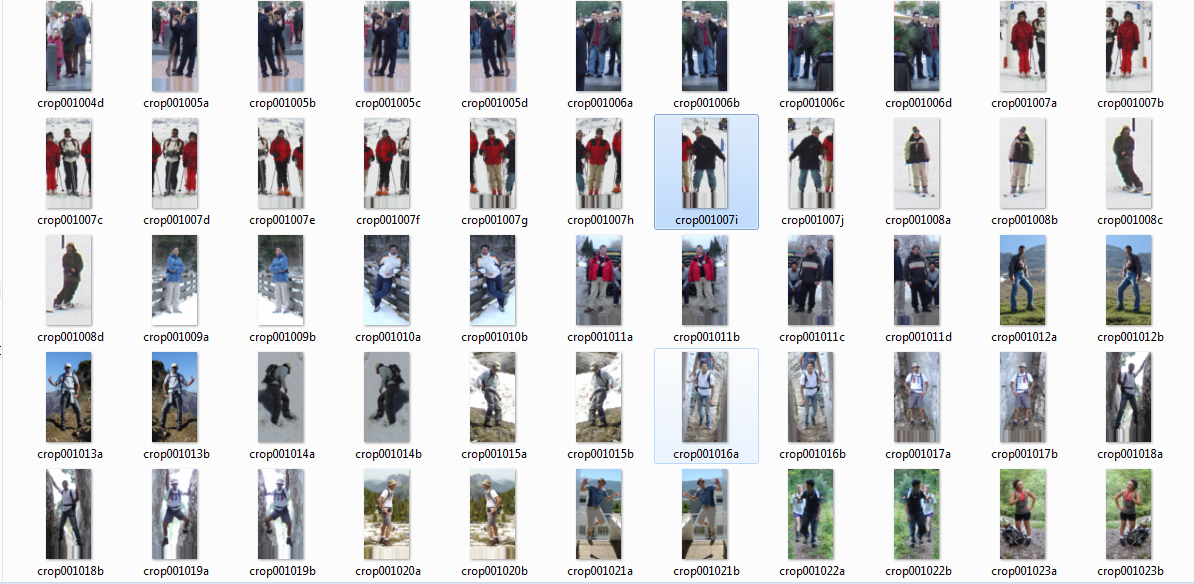 crop001004d crop001005a crop001005b crop001005c crop001005d crop001006a crop001006b crop001006c crop001006d crop001007a crop001007b
crop001007c crop001007d crop001007e crop001007f crop001007g crop001007h crop001007i crop001007j crop001008a crop001008b crop001008c
crop001008d crop001009a crop001009b crop001010a crop001010b crop001011a crop001011b crop001011c crop001011d crop001012a crop001012b
crop001013a crop001013b crop001014a crop001014b crop001015a crop001015b crop001016a crop001016b crop001017a crop001017b crop001018a
crop001018b crop001019a crop001019b crop001020a crop001020b crop001021a crop001021b crop001022a crop001022b crop001023a crop001023b